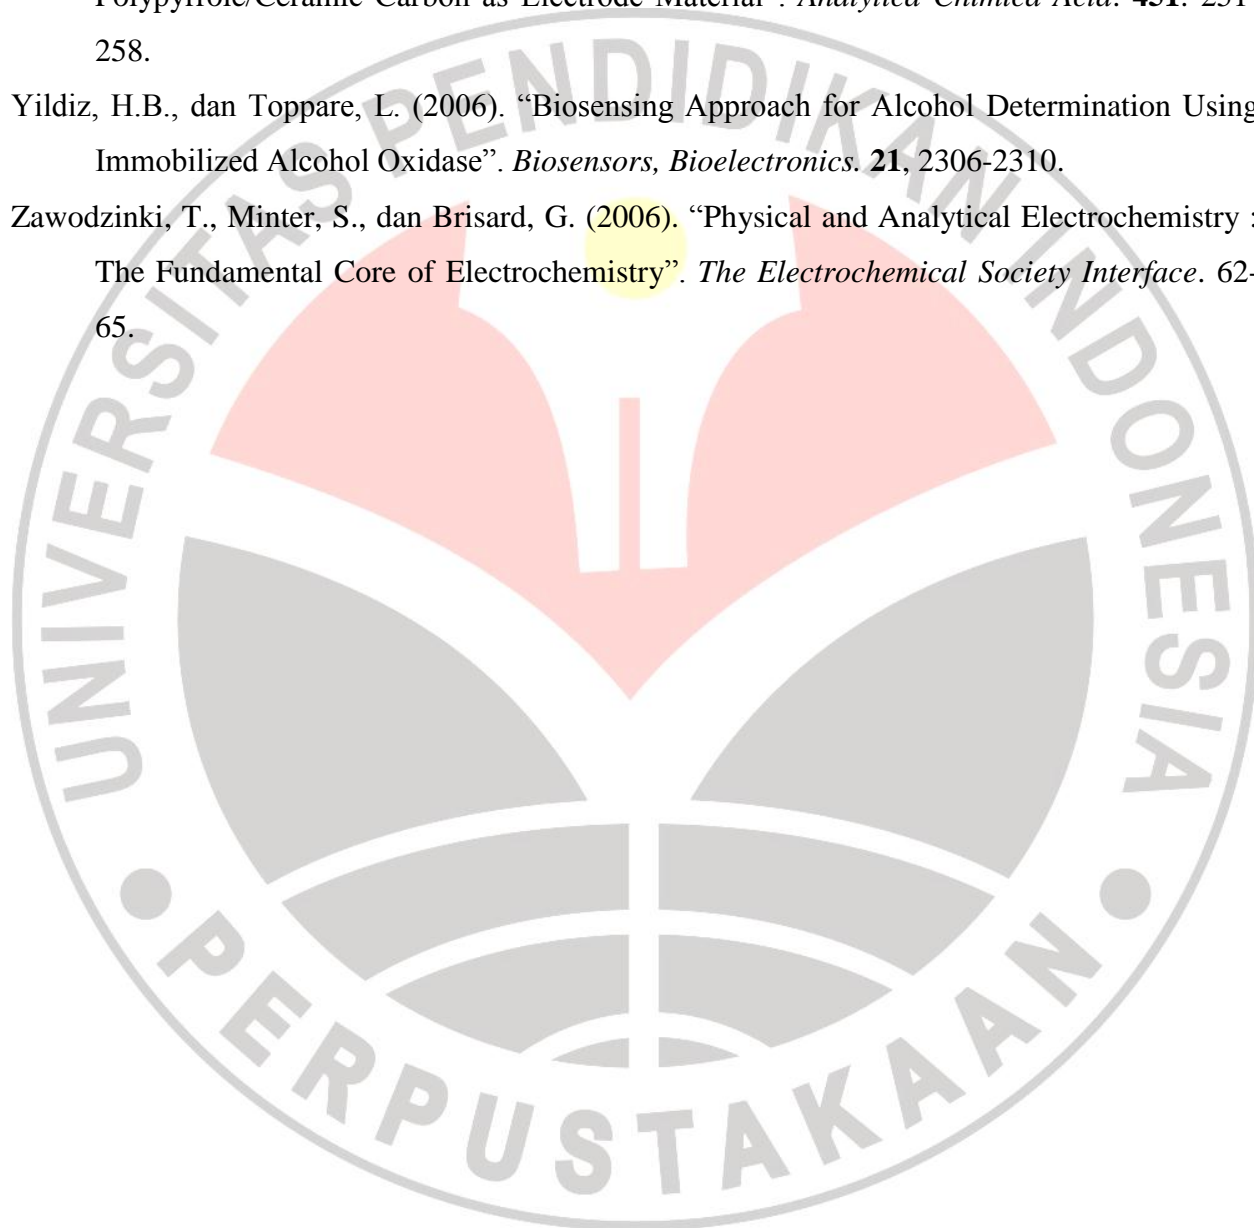 Polypyrrole/Ceramic Carbon as Electrode Material”. Analytica Chimica Acta. 451:
258.
Yildiz, H.B., dan Toppare, L. (2006). “Biosensing Approach for Alcohol Determination Using
Immobilized Alcohol Oxidase”. Biosensors, Bioelectronics. 21, 2306-2310.
Zawodzinki, T., Minter, S., dan Brisard, G. (2006). “Physical and Analytical Electrochemistry :
The Fundamental Core of Electrochemistry”. The Electrochemical Society Interface. 62-
65.
UNIVERSITAS PENDIDIKAN INDONESIA
PERPUSTAKAAN